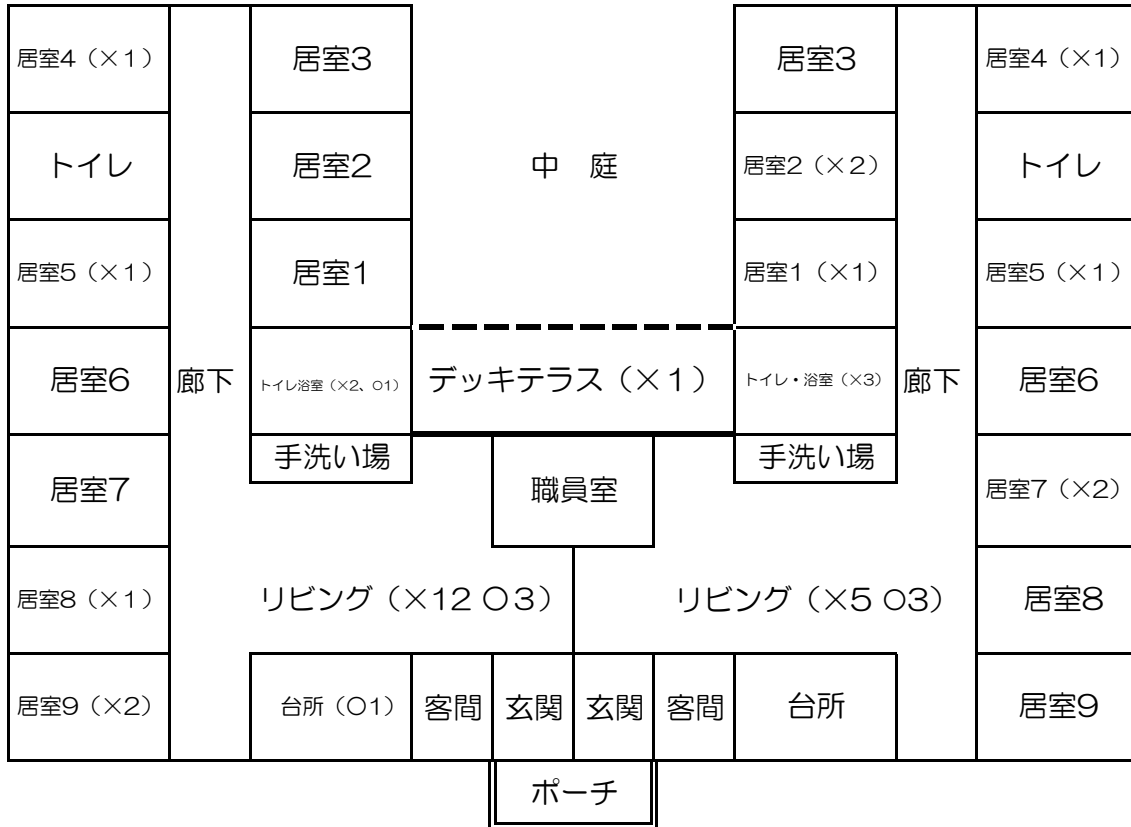 居室4（×1）
居室3
居室3
居室4（×1）
トイレ
居室2
中 庭
居室2（×2）
トイレ
居室5（×1）
居室1
居室1（×1）
居室5（×1）
居室6
廊下
トイレ浴室（×2、○1）
デッキテラス（×1）
トイレ・浴室（×3）
廊下
居室6
手洗い場
手洗い場
居室7
職員室
居室7（×2）
居室8（×1）
リビング（×12 ○3）
リビング（×5 ○3）
居室8
居室9（×2）
台所（○1）
客間
玄関
玄関
客間
台所
居室9
ポーチ